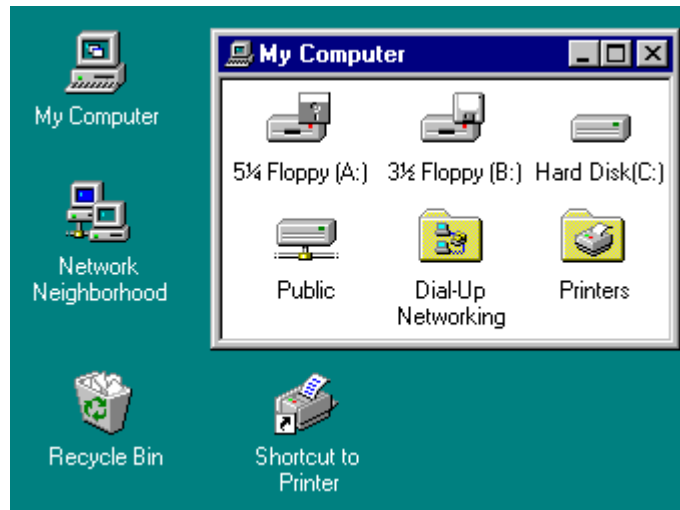 My Computer
Network
Neighborhood
Recycle Bin
Shortcut to
Printer
My Computer
5¼ Floppy (A:)
3½ Floppy (B:)
Hard Disk(C:)
Public
Dial-Up
Networking
Printers